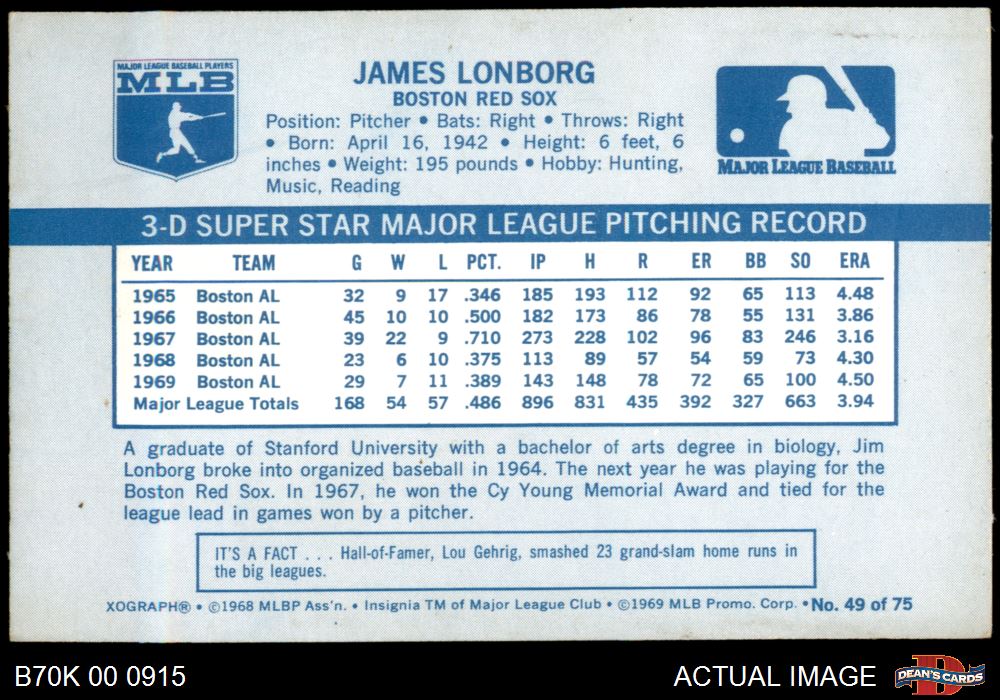 MAJOR LEAGUE BASEBALL PLAYERS
MLB
JAMES LONBORG
BOSTON RED SOX
Position: Pitcher • Bats: Right • Throws: Right
• Born: April 16, 1942 • Height: 6 feet, 6
inches • Weight: 195 pounds • Hobby: Hunting,
Music, Reading
MAJOR LEAGUE BASEBALL
3-D SUPER STAR MAJOR LEAGUE PITCHING RECORD
YEAR TEAM G W L PCT. IP H R ER BB SO ERA
1965 Boston AL 32 9 17 .346 185 193 112 92 65 113 4.48
1966 Boston AL 45 10 10 .500 182 173 86 78 55 131 3.86
1967 Boston AL 39 22 9 .710 273 228 102 96 83 246 3.16
1968 Boston AL 23 6 10 .375 113 89 57 54 59 73 4.30
1969 Boston AL 29 7 11 .389 143 148 78 72 65 100 4.50
Major League Totals 168 54 57 .486 896 831 435 392 327 663 3.94
A graduate of Stanford University with a bachelor of arts degree in biology, Jim
Lonborg broke into organized baseball in 1964. The next year he was playing for the
Boston Red Sox. In 1967, he won the Cy Young Memorial Award and tied for the
league lead in games won by a pitcher.
IT'S A FACT . . . Hall-of-Famer, Lou Gehrig, smashed 23 grand-slam home runs in
the big leagues.
XOGRAPH® • ©1968 MLBP Ass'n. • Insignia TM of Major League Club • ©1969 MLB Promo. Corp. • No. 49 of 75
B70K 00 0915
ACTUAL IMAGE
D
DEAN'S CARDS